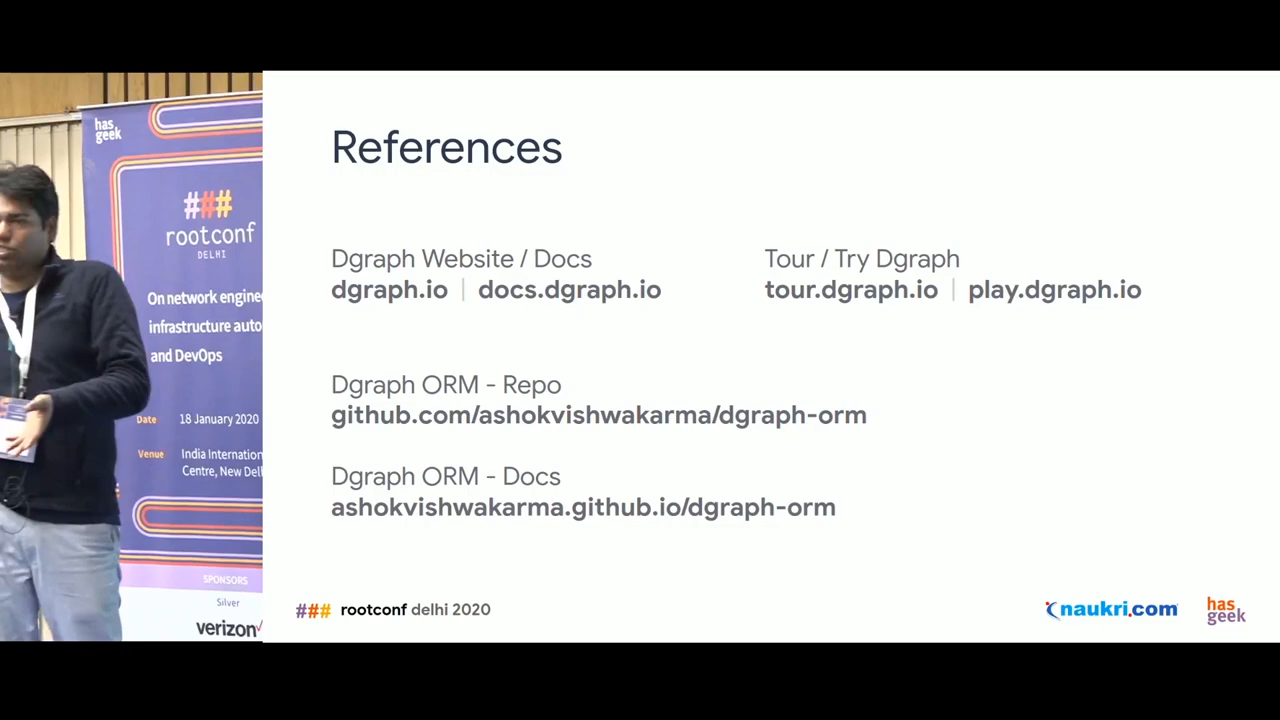 has
geek
###
rootconf
DELHI
On network engine
infrastructure auto
and DevOps
Date 18 January 2020
Venue India Internation
Centre, New Del
SPONSORS
Silver
verizon✓
References
Dgraph Website / Docs
dgraph.io | docs.dgraph.io
Tour / Try Dgraph
tour.dgraph.io | play.dgraph.io
Dgraph ORM - Repo
github.com/ashokvishwakarma/dgraph-orm
Dgraph ORM - Docs
ashokvishwakarma.github.io/dgraph-orm
### rootconf delhi 2020
naukri.com
has
geek